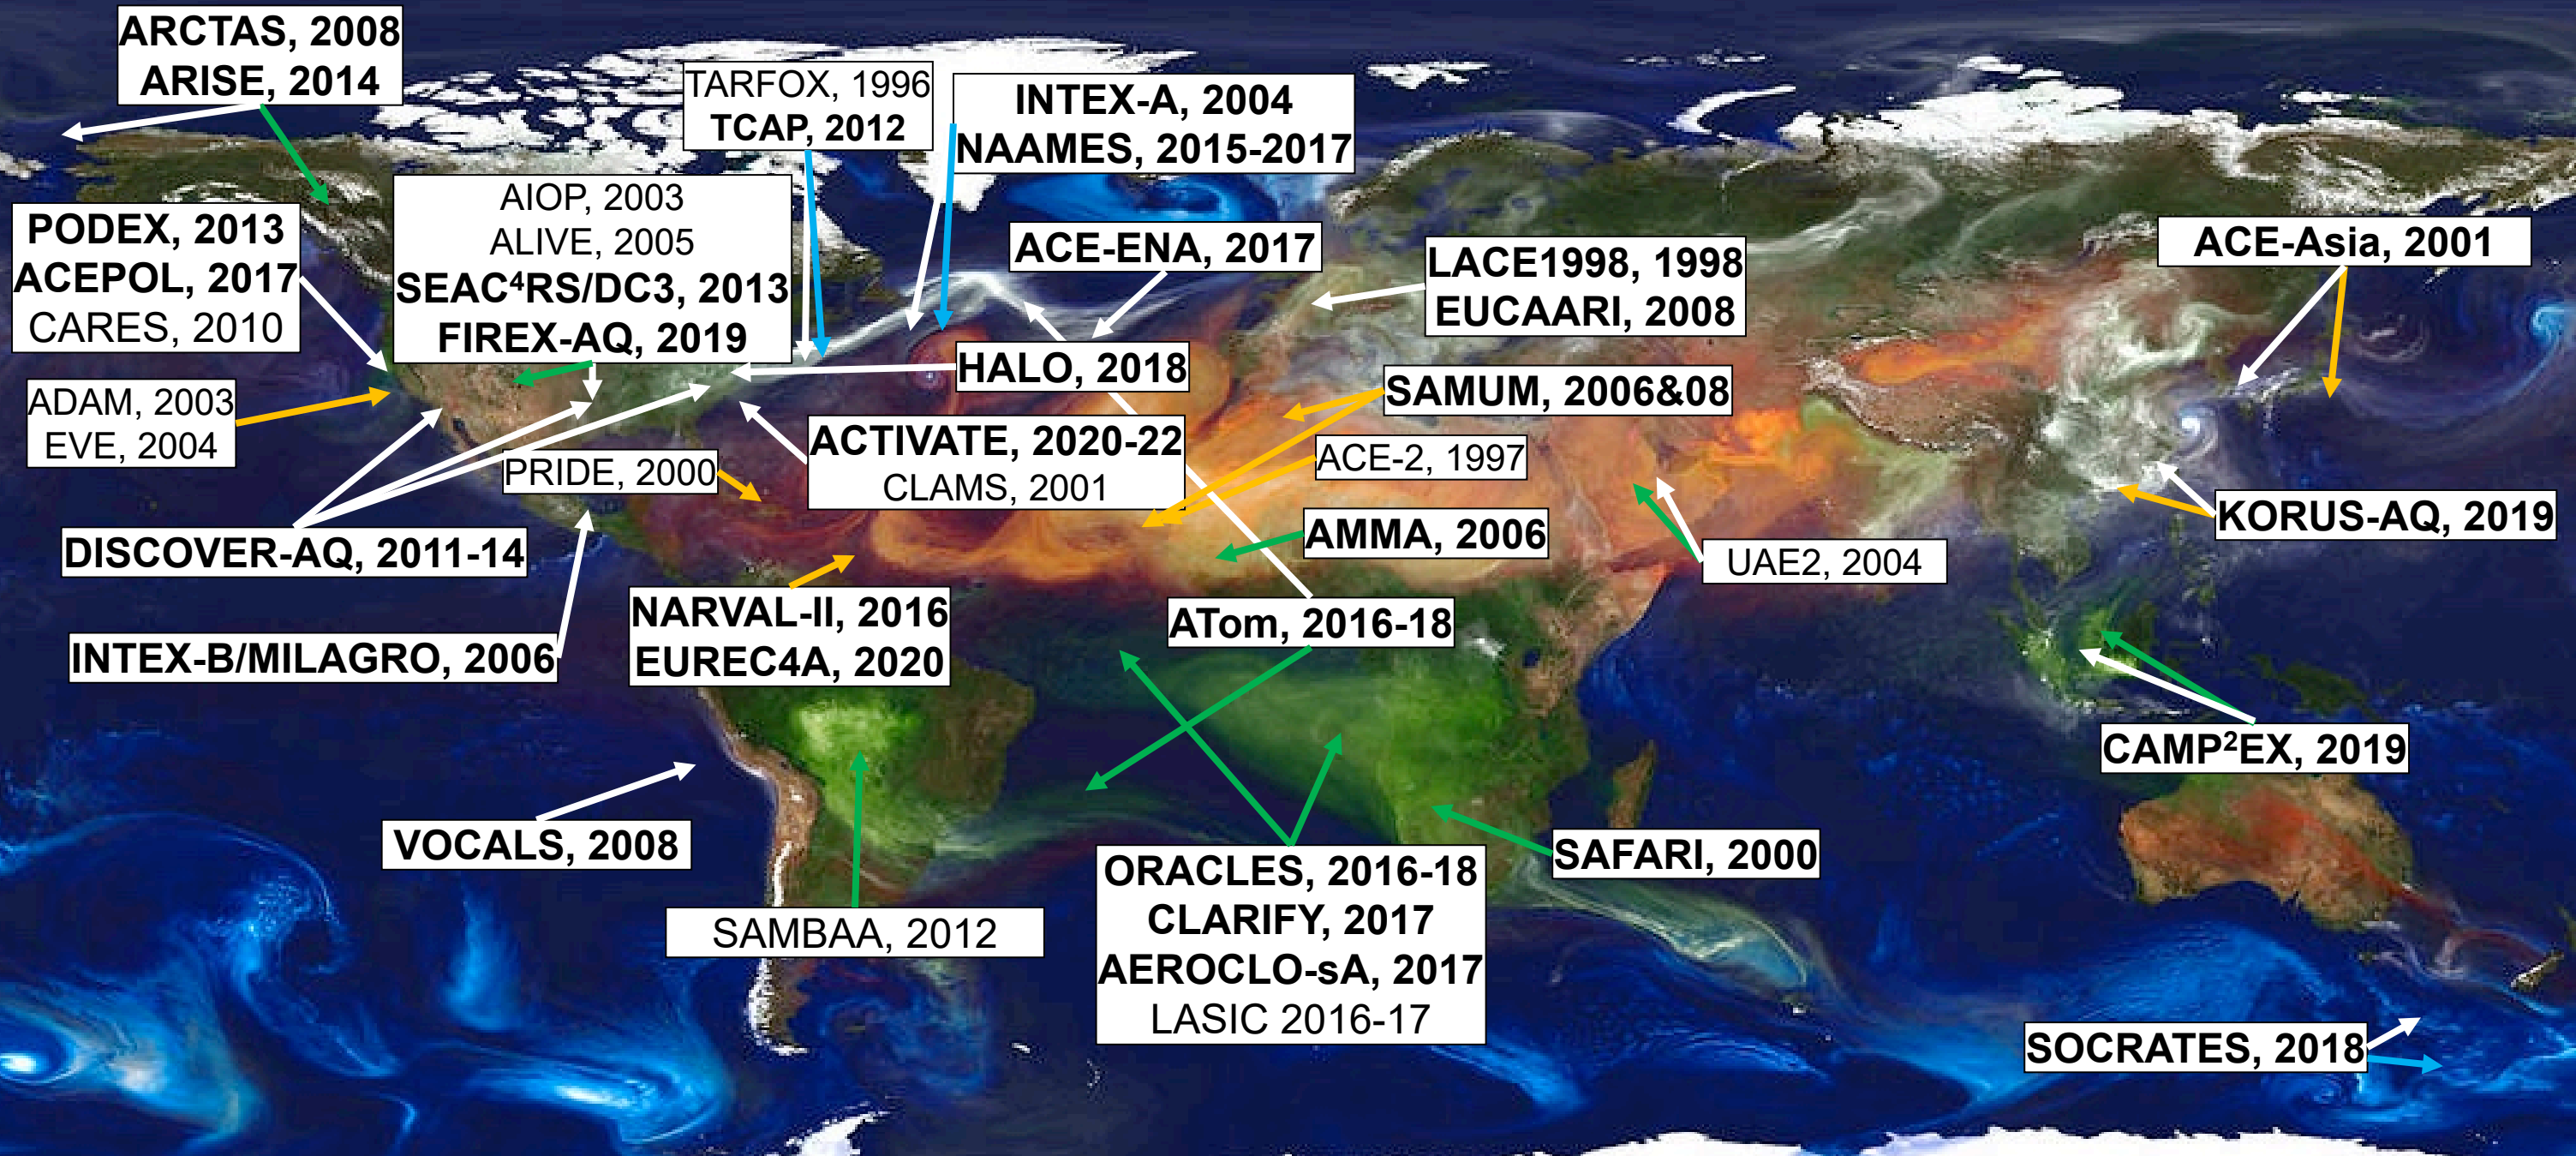 ARCTAS, 2008
ARISE, 2014
TARFOX, 1996
TCAP, 2012
INTEX-A, 2004
NAAMES, 2015-2017
AIOP, 2003
ALIVE, 2005
SEAC⁴RS/DC3, 2013
FIREX-AQ, 2019
PODEX, 2013
ACEPOL, 2017
CARES, 2010
ACE-ENA, 2017
LACE1998, 1998
EUCAARI, 2008
ACE-Asia, 2001
HALO, 2018
ADAM, 2003
EVE, 2004
SAMUM, 2006&08
ACTIVATE, 2020-22
CLAMS, 2001
PRIDE, 2000
ACE-2, 1997
KORUS-AQ, 2019
DISCOVER-AQ, 2011-14
AMMA, 2006
UAE2, 2004
NARVAL-II, 2016
EUREC4A, 2020
ATom, 2016-18
INTEX-B/MILAGRO, 2006
CAMP²EX, 2019
VOCALS, 2008
ORACLES, 2016-18
CLARIFY, 2017
AEROCLO-sA, 2017
LASIC 2016-17
SAFARI, 2000
SAMBAA, 2012
SOCRATES, 2018